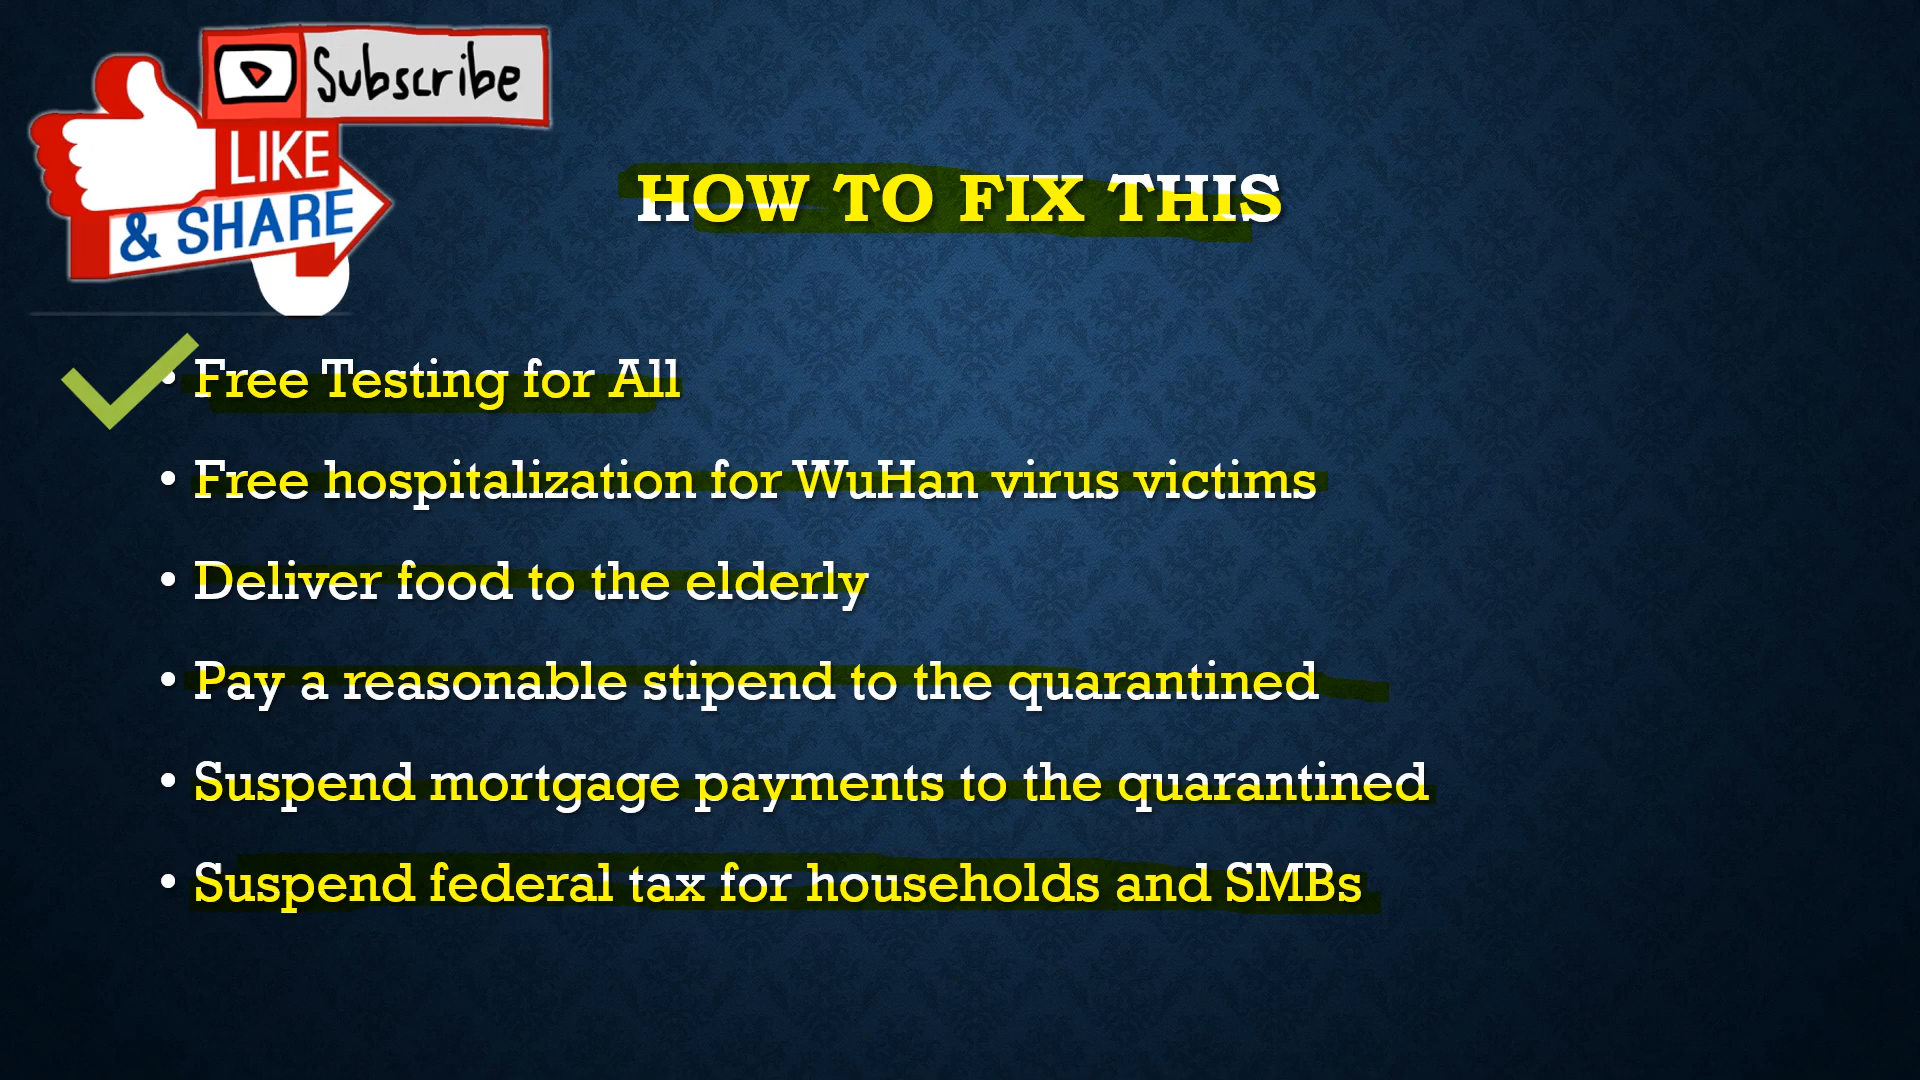 Subscribe
LIKE
& SHARE
HOW TO FIX THIS
• Free Testing for All
• Free hospitalization for WuHan virus victims
• Deliver food to the elderly
• Pay a reasonable stipend to the quarantined
• Suspend mortgage payments to the quarantined
• Suspend federal tax for households and SMBs